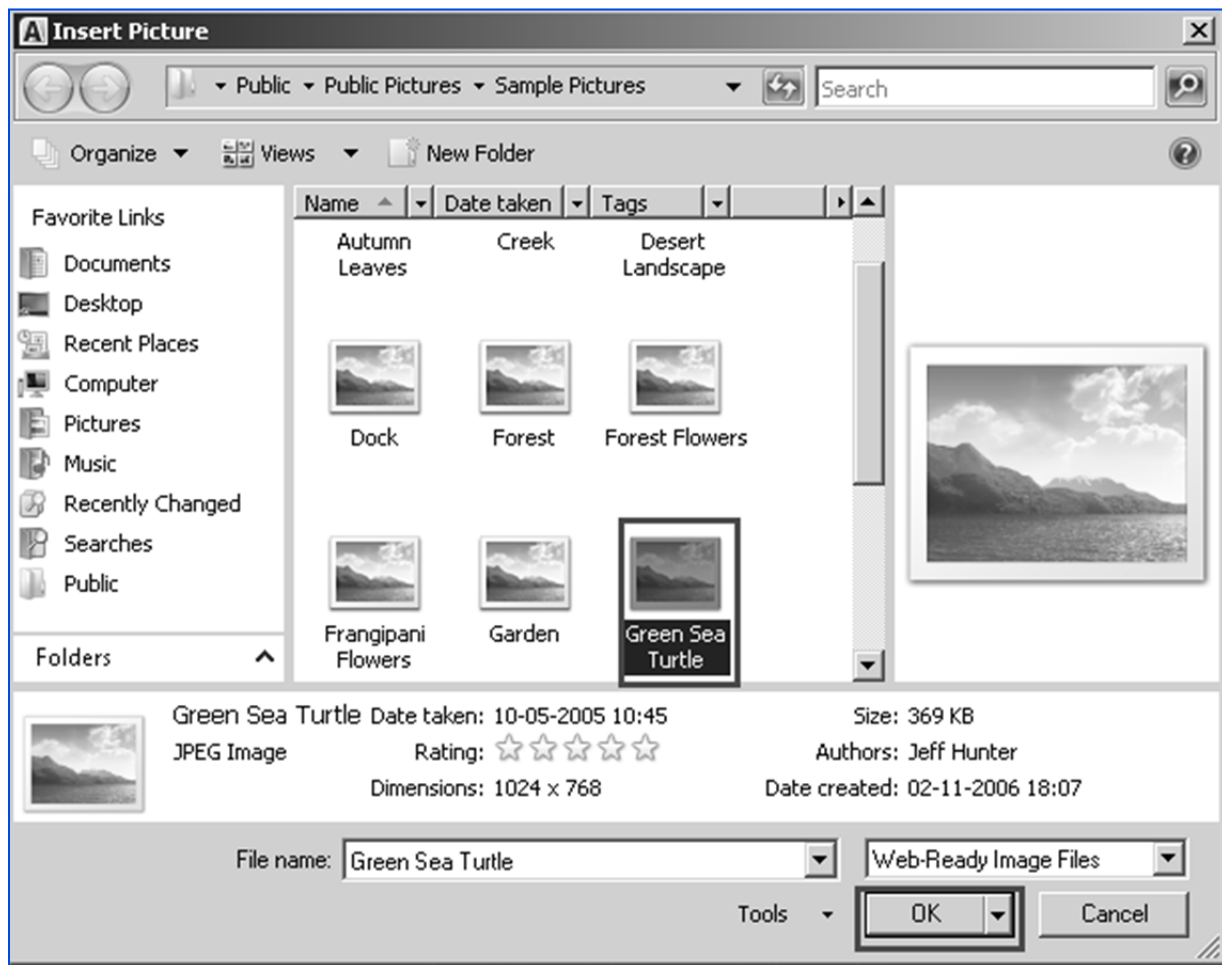 A Insert Picture
Public Public Pictures Sample Pictures Search
Organize Views New Folder ?
Favorite Links
Documents
Desktop
Recent Places
Computer
Pictures
Music
Recently Changed
Searches
Public
Folders
Name Date taken Tags
Autumn Leaves
Creek
Desert Landscape
Dock
Forest
Forest Flowers
Frangipani Flowers
Garden
Green Sea Turtle
Green Sea Turtle Date taken: 10-05-2005 10:45 Size: 369 KB
JPEG Image Rating: Authors: Jeff Hunter
Dimensions: 1024 x 768 Date created: 02-11-2006 18:07
File name: Green Sea Turtle Web-Ready Image Files
Tools OK Cancel